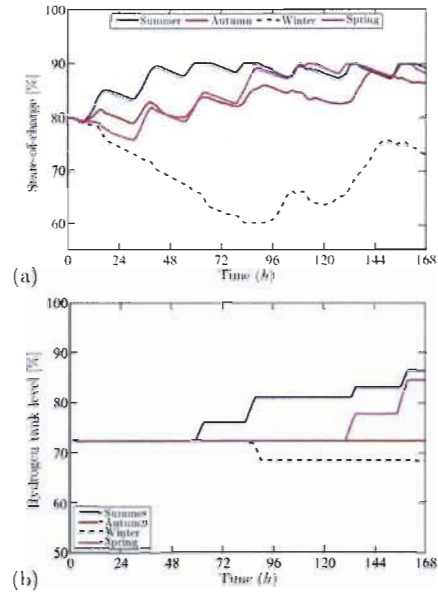 Summer Autumn Winter Spring
100
90
80
70
60
State-of-charge [%]
0 24 48 72 96 120 144 168
Time (h)
(a)
100
90
80
70
60
50
Hydrogen tank level [%]
Summer
Autumn
Winter
Spring
0 24 48 72 96 120 144 168
Time (h)
(b)